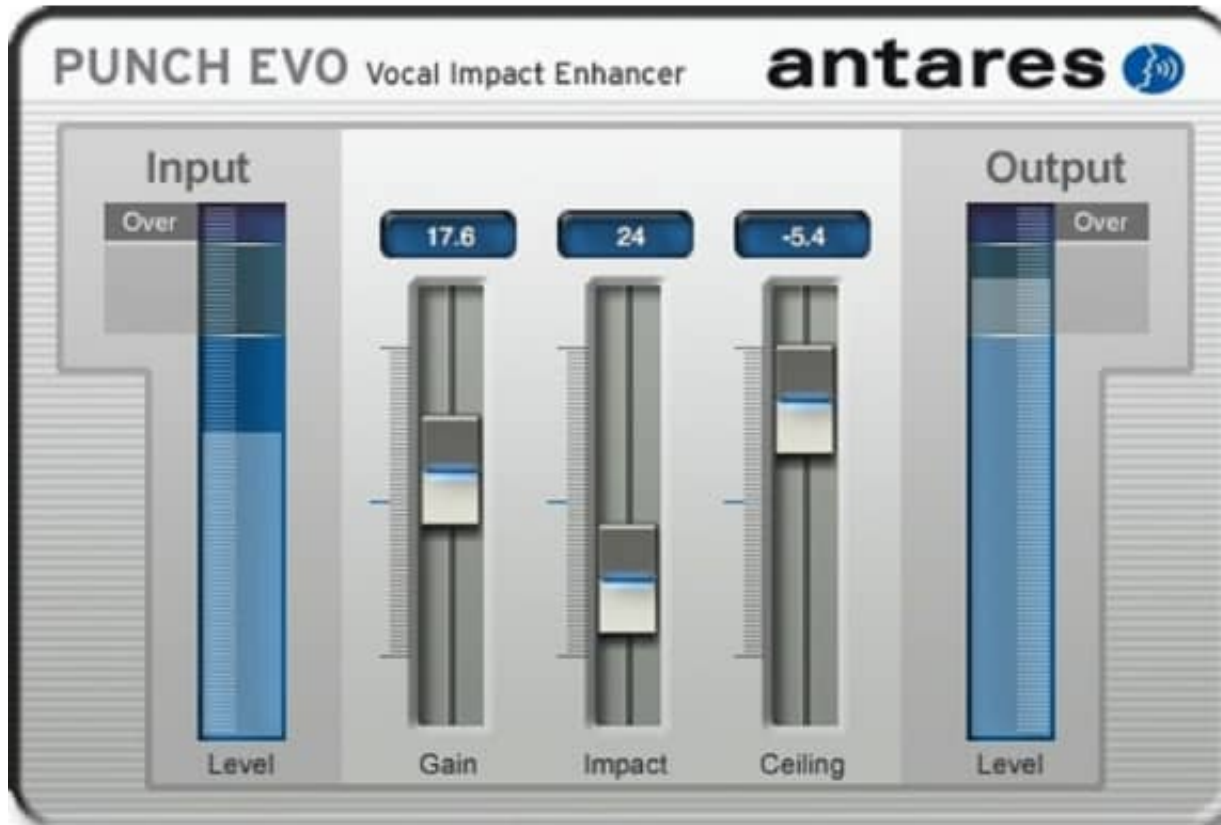 PUNCH EVO Vocal Impact Enhancer antares
Input
Output
Over
Over
17.6
24
-5.4
Level
Gain
Impact
Ceiling
Level